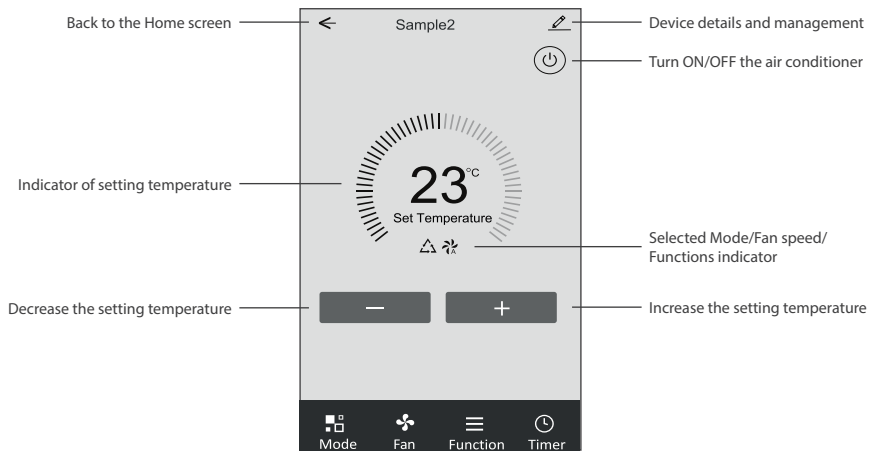 Back to the Home screen
Sample2
Device details and management
Turn ON/OFF the air conditioner
Indicator of setting temperature
23°C
Set Temperature
A
Selected Mode/Fan speed/
Functions indicator
Decrease the setting temperature
Increase the setting temperature
Mode Fan Function Timer